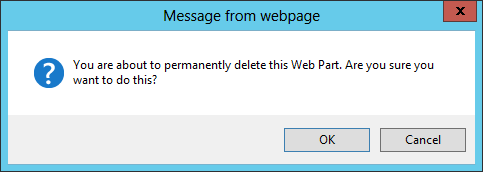 Message from webpage
x
You are about to permanently delete this Web Part. Are you sure you
want to do this?
OK
Cancel